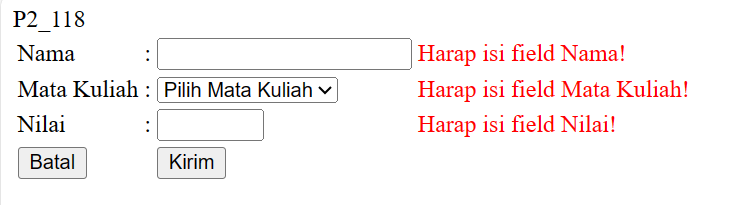 P2_118
Nama : Harap isi field Nama!
Mata Kuliah : Pilih Mata Kuliah Harap isi field Mata Kuliah!
Nilai : Harap isi field Nilai!
Batal Kirim